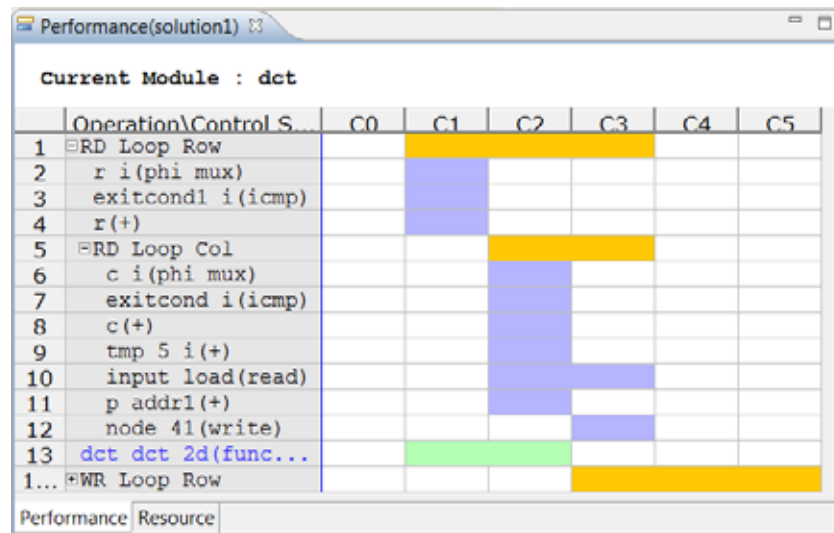 Performance(solution1)
Current Module : dct
Operation\Control S... C0 C1 C2 C3 C4 C5
1 RD Loop Row
2 r i(phi mux)
3 exitcond1 i(icmp)
4 r(+)
5 RD Loop Col
6 c i(phi mux)
7 exitcond i(icmp)
8 c(+)
9 tmp 5 i(+)
10 input load(read)
11 p addr1(+)
12 node 41(write)
13 dct dct 2d(func...
1... WR Loop Row
Performance Resource